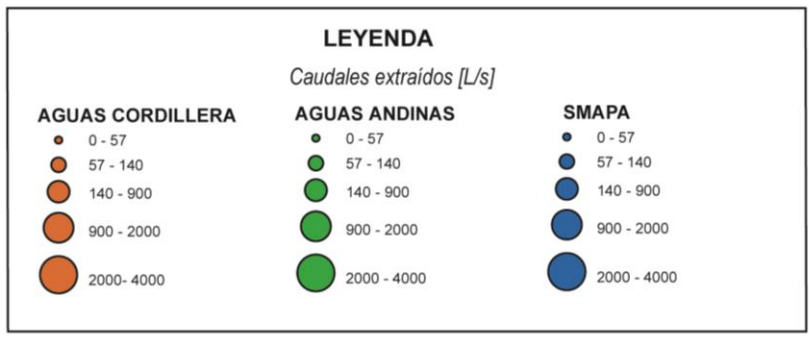 LEYENDA
Caudales extraídos [L/s]
AGUAS CORDILLERA
0 - 57
57 - 140
140 - 900
900 - 2000
2000- 4000
AGUAS ANDINAS
0 - 57
57 - 140
140 - 900
900 - 2000
2000 - 4000
SMAPA
0 - 57
57 - 140
140 - 900
900 - 2000
2000 - 4000